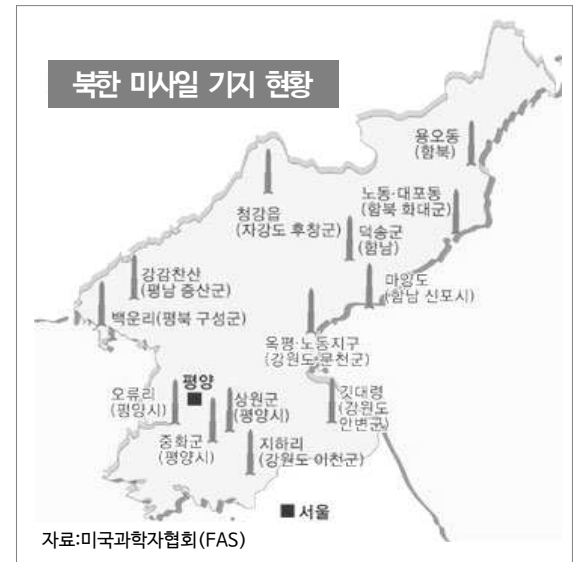 북한 미사일 기지 현황
용오동
(함북)
노동·대포동
(함북 화대군)
청강읍
(자강도 후창군)
덕송군
(함남)
강감찬산
(평남 증산군)
마양도
(함남 신포시)
백운리(평북 구성군)
옥평·노동지구
(강원도 문천군)
오류리
(평양시)
평양
상원군
(평양시)
깃대령
(강원도
안변군)
중화군
(평양시)
지하리
(강원도 이천군)
서울
자료:미국과학자협회(FAS)